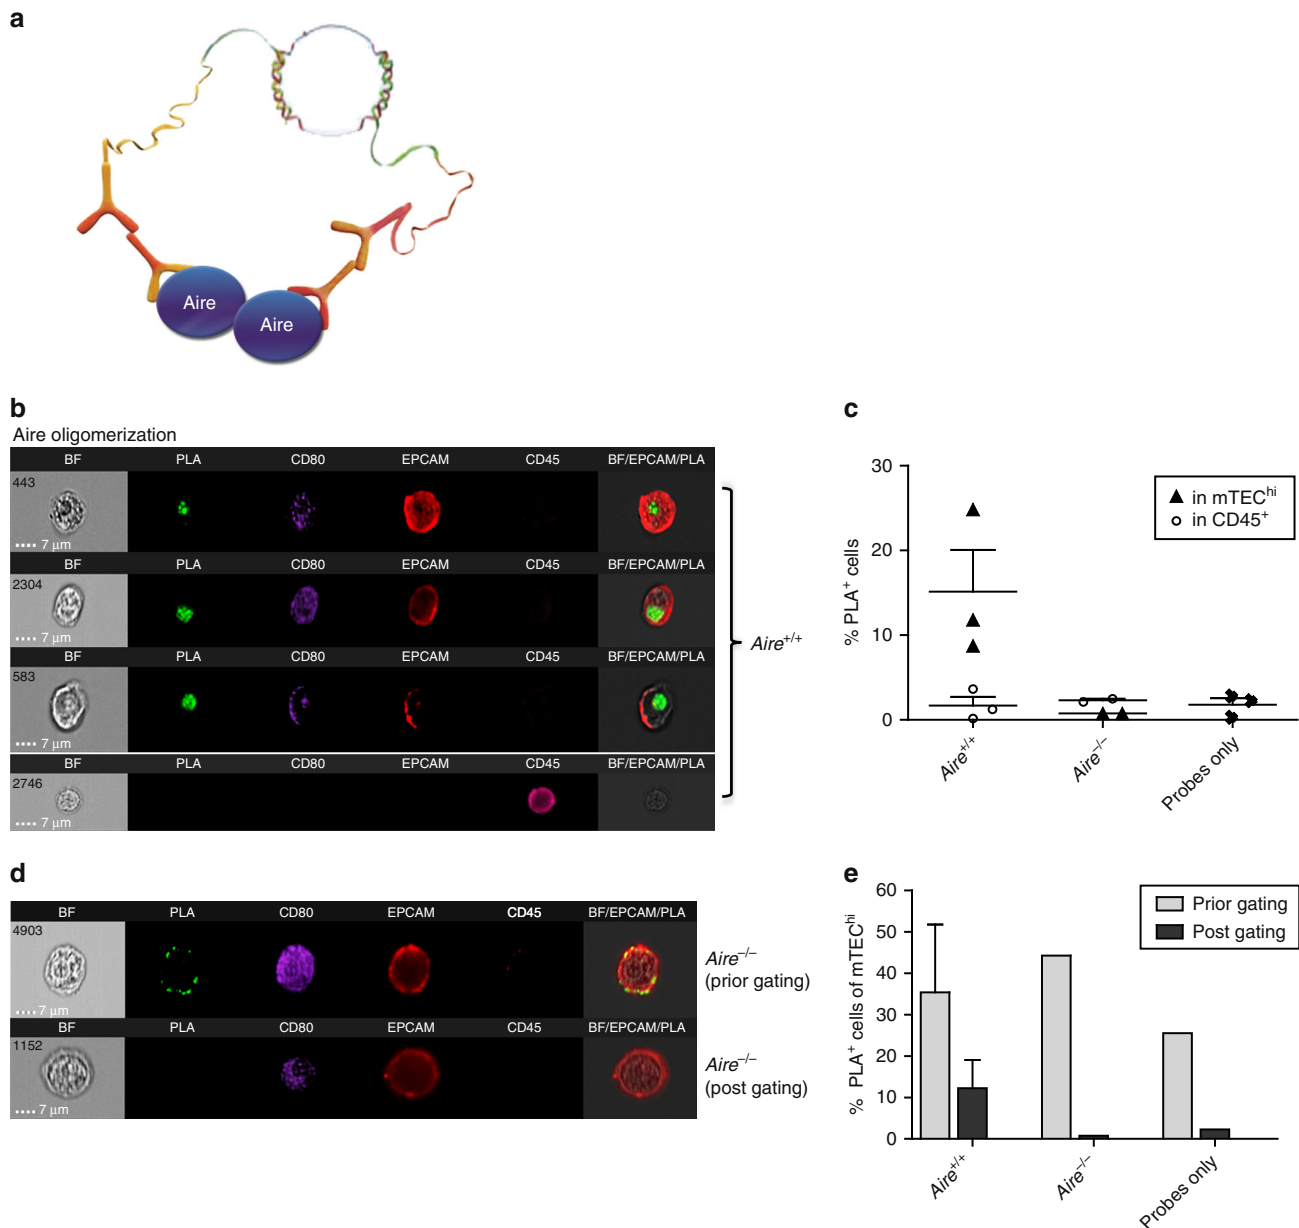 a
Aire
Aire
b
Aire oligomerization
BF PLA CD80 EPCAM CD45 BF/EPCAM/PLA
443
7 µm
BF PLA CD80 EPCAM CD45 BF/EPCAM/PLA
2304
7 µm
BF PLA CD80 EPCAM CD45 BF/EPCAM/PLA
583
7 µm
BF PLA CD80 EPCAM CD45 BF/EPCAM/PLA
2746
7 µm
Aire+/+
c
% PLA+ cells
30
20
10
0
in mTEChi
in CD45+
Aire+/+
Aire–/–
Probes only
d
BF PLA CD80 EPCAM CD45 BF/EPCAM/PLA
4903
7 µm
Aire–/–
(prior gating)
BF PLA CD80 EPCAM CD45 BF/EPCAM/PLA
1152
7 µm
Aire–/–
(post gating)
e
% PLA+ cells of mTEChi
60
50
40
30
20
10
0
Prior gating
Post gating
Aire+/+
Aire–/–
Probes only